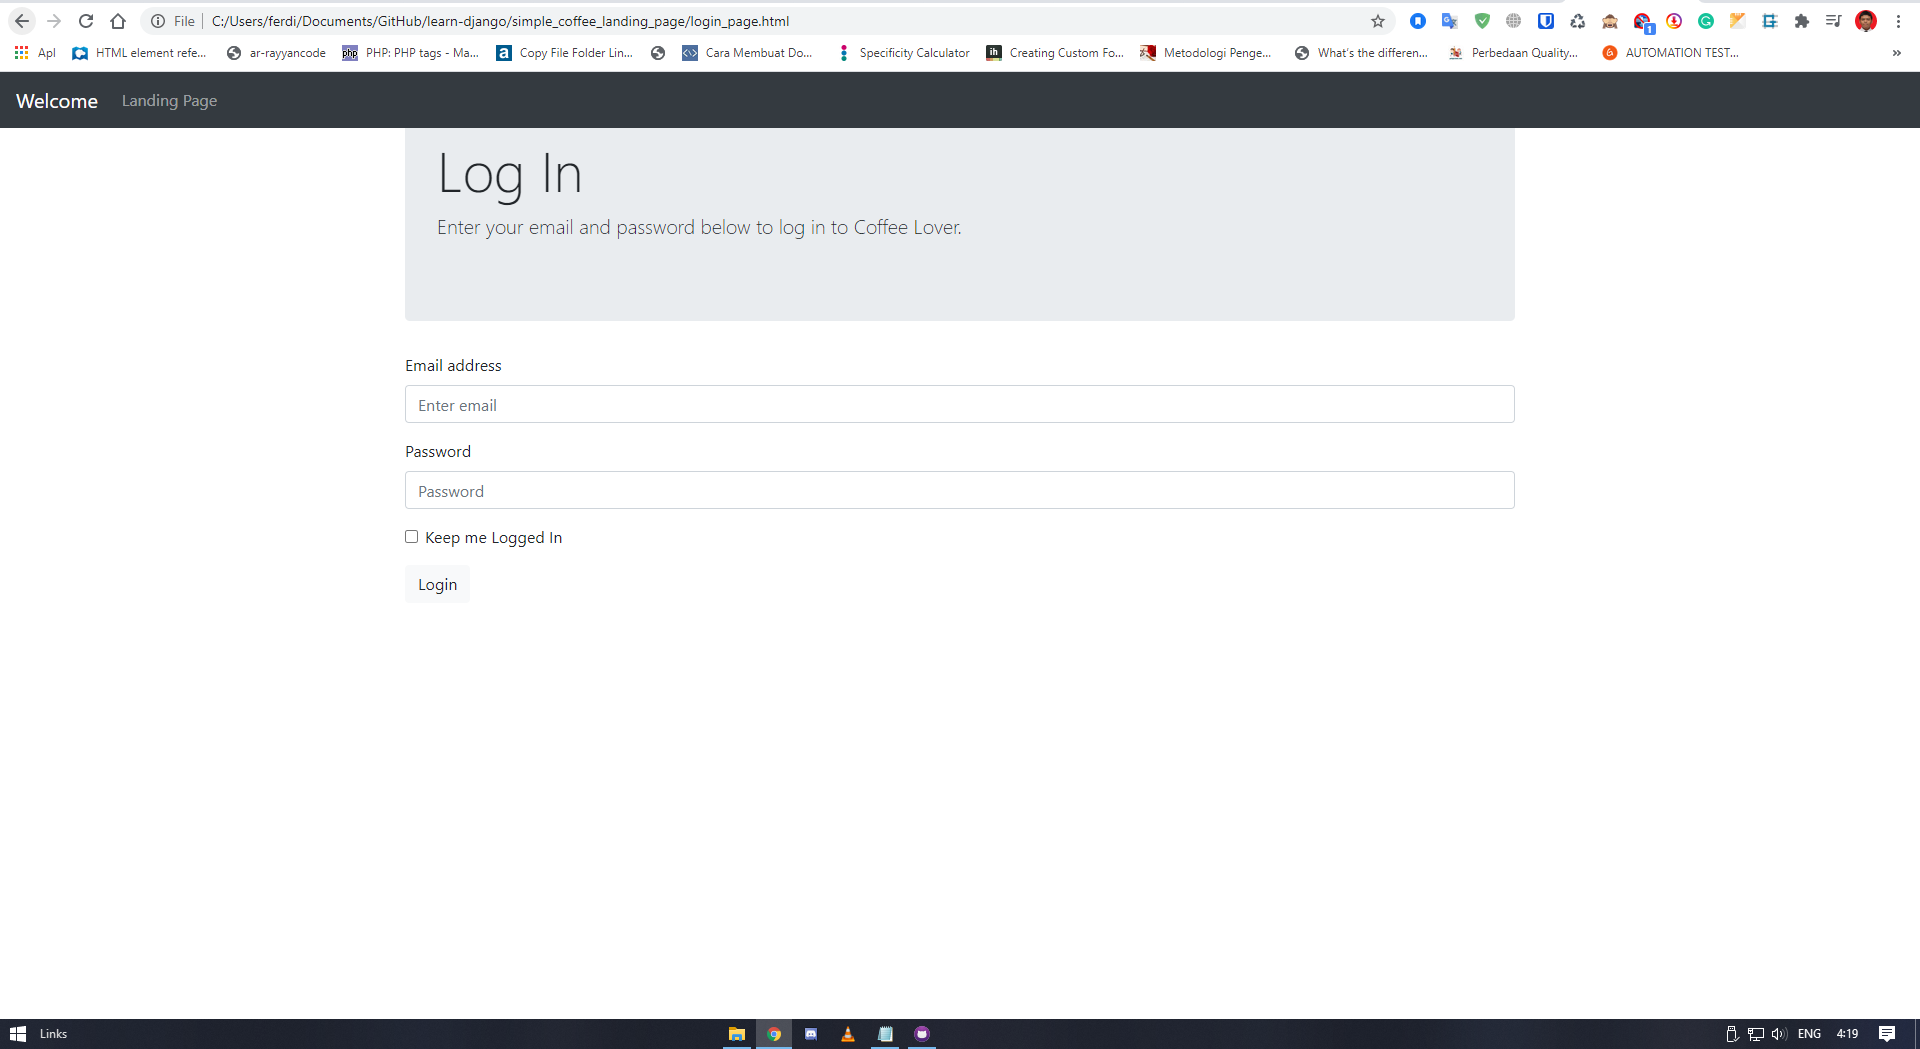 File C:/Users/ferdi/Documents/GitHub/learn-django/simple_coffee_landing_page/login_page.html
Apl HTML element refe... ar-rayyancode php PHP: PHP tags - Ma... a Copy File Folder Lin... Cara Membuat Do... Specificity Calculator ih Creating Custom Fo... Metodologi Penge... What's the differen... Perbedaan Quality... AUTOMATION TEST... »
Welcome Landing Page
Log In
Enter your email and password below to log in to Coffee Lover.
Email address
Enter email
Password
Password
Keep me Logged In
Login
Links ENG 4:19